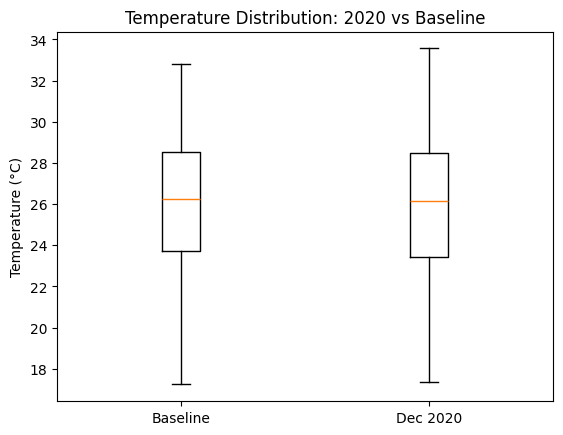 Temperature Distribution: 2020 vs Baseline
Temperature (°C)
34
32
30
28
26
24
22
20
18
Baseline
Dec 2020